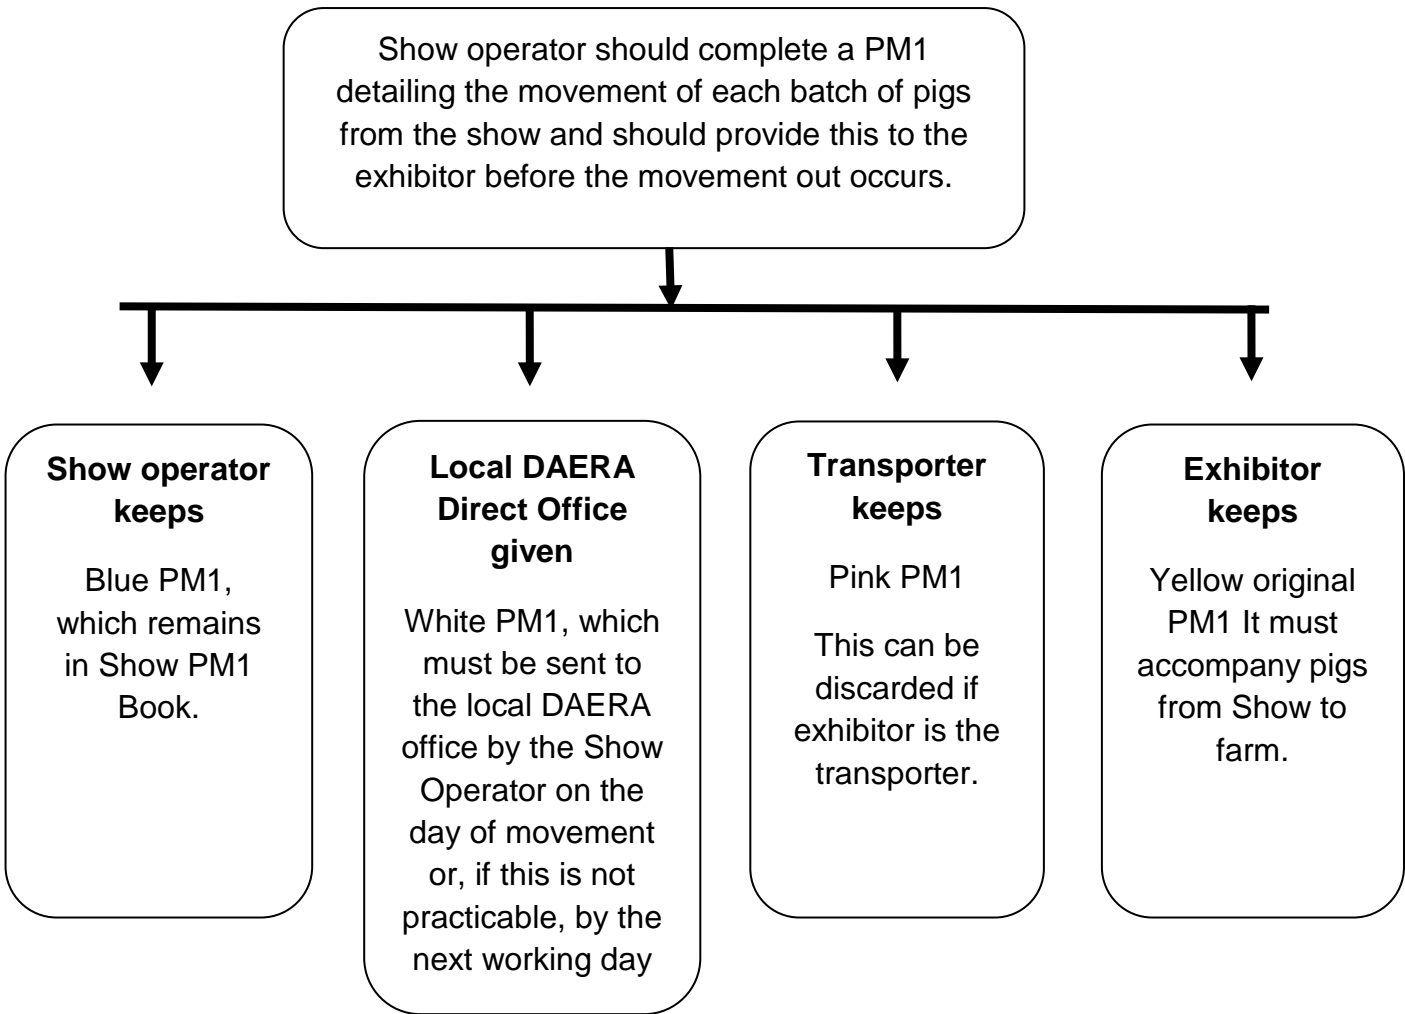 Show operator should complete a PM1
detailing the movement of each batch of pigs
from the show and should provide this to the
exhibitor before the movement out occurs.
Show operator
keeps
Blue PM1,
which remains
in Show PM1
Book.
Local DAERA
Direct Office
given
White PM1, which
must be sent to
the local DAERA
office by the Show
Operator on the
day of movement
or, if this is not
practicable, by the
next working day
Transporter
keeps
Pink PM1
This can be
discarded if
exhibitor is the
transporter.
Exhibitor
keeps
Yellow original
PM1 It must
accompany pigs
from Show to
farm.